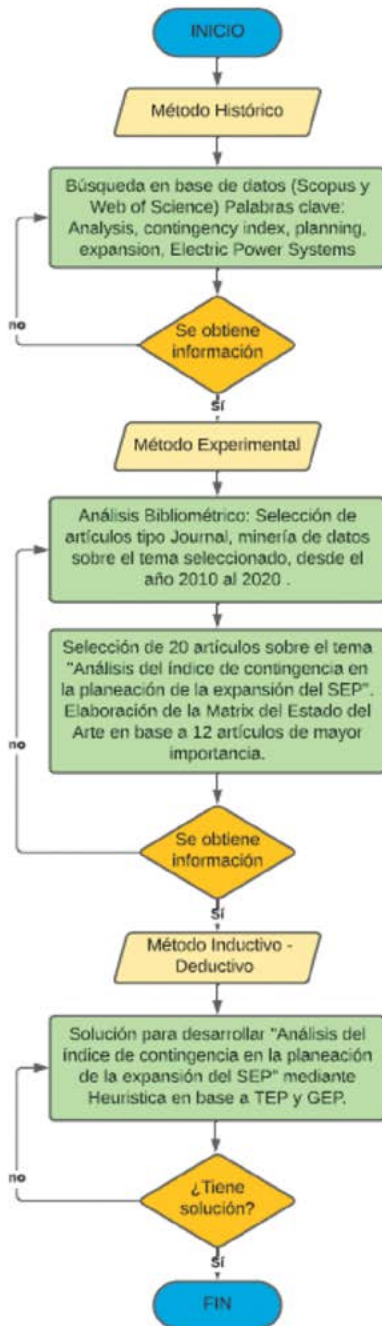 INICIO
Método Histórico
Búsqueda en base de datos (Scopus y
Web of Science) Palabras clave:
Analysis, contingency index, planning,
expansion, Electric Power Systems
no
Se obtiene
información
Sí
Método Experimental
Análisis Bibliométrico: Selección de
artículos tipo Journal, minería de datos
sobre el tema seleccionado, desde el
año 2010 al 2020 .
Selección de 20 artículos sobre el tema
"Análisis del índice de contingencia en
la planeación de la expansión del SEP".
Elaboración de la Matrix del Estado del
Arte en base a 12 artículos de mayor
importancia.
no
Se obtiene
información
Sí
Método Inductivo -
Deductivo
Solución para desarrollar "Análisis del
índice de contingencia en la planeación
de la expansión del SEP" mediante
Heuristica en base a TEP y GEP.
no
¿Tiene
solución?
Sí
FIN